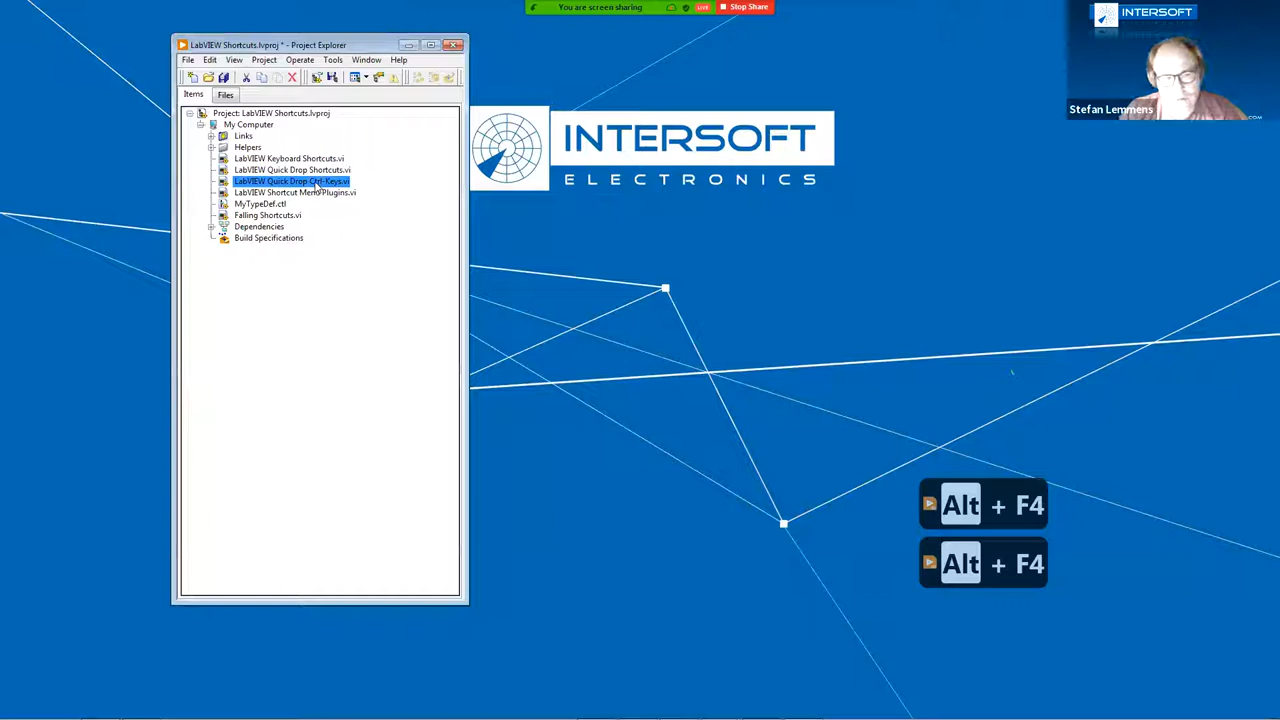 You are screen sharing
LIVE
Stop Share
INTERSOFT
Stefan Lemmens
.COM
LabVIEW Shortcuts.lvproj * - Project Explorer
File Edit View Project Operate Tools Window Help
Items Files
Project: LabVIEW Shortcuts.lvproj
My Computer
Links
Helpers
LabVIEW Keyboard Shortcuts.vi
LabVIEW Quick Drop Shortcuts.vi
LabVIEW Quick Drop Ctrl-Keys.vi
LabVIEW Shortcut Menu Plugins.vi
MyTypeDef.ctl
Falling Shortcuts.vi
Dependencies
Build Specifications
INTERSOFT
ELECTRONICS
Alt + F4
Alt + F4